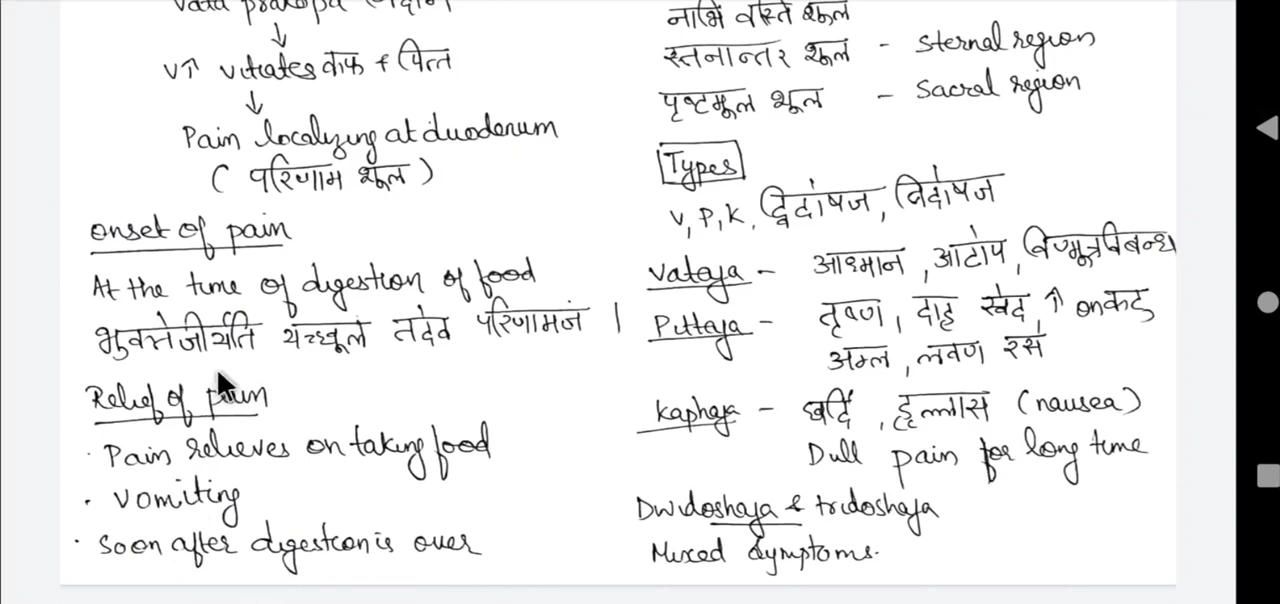 Vata prakopa
↓
V↑ vitiates कफ + पित्त
↓
Pain localizing at duodenum
( परिणाम शूल )
onset of pain
At the time of digestion of food
भुक्तेजीर्यति यच्छूलं तदेव परिणामजं ।
Relief of pain
· Pain relieves on taking food
· Vomiting
· Soon after digestion is over
नाभि वस्ति शूल
स्तनान्तर शूल - sternal region
पृष्टमूल शूल - Sacral region
Types
V, P, K, द्विदोषज, त्रिदोषज
Vataja - आध्मान, आटोप, विण्मूत्रविबन्ध
Pittaja - तृष्ण, दाह स्वेद ↑ on कटु
अम्ल, लवण रस
Kaphaja - छर्दि, हृल्लास (nausea)
Dull pain for long time
Dwidoshaja & tridoshaja
Mixed symptoms.